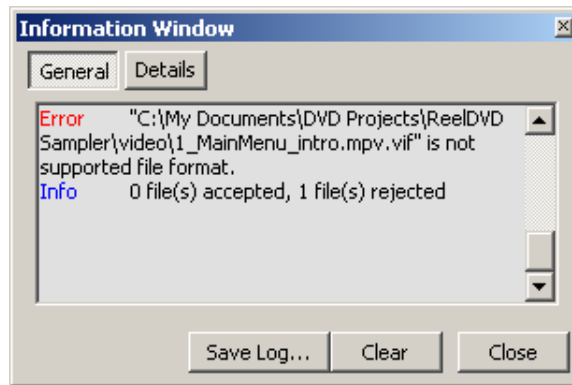 Information Window
General Details
Error "C:\My Documents\DVD Projects\ReelDVD
Sampler\video\1_MainMenu_intro.mpv.vif" is not
supported file format.
Info 0 file(s) accepted, 1 file(s) rejected
Save Log... Clear Close